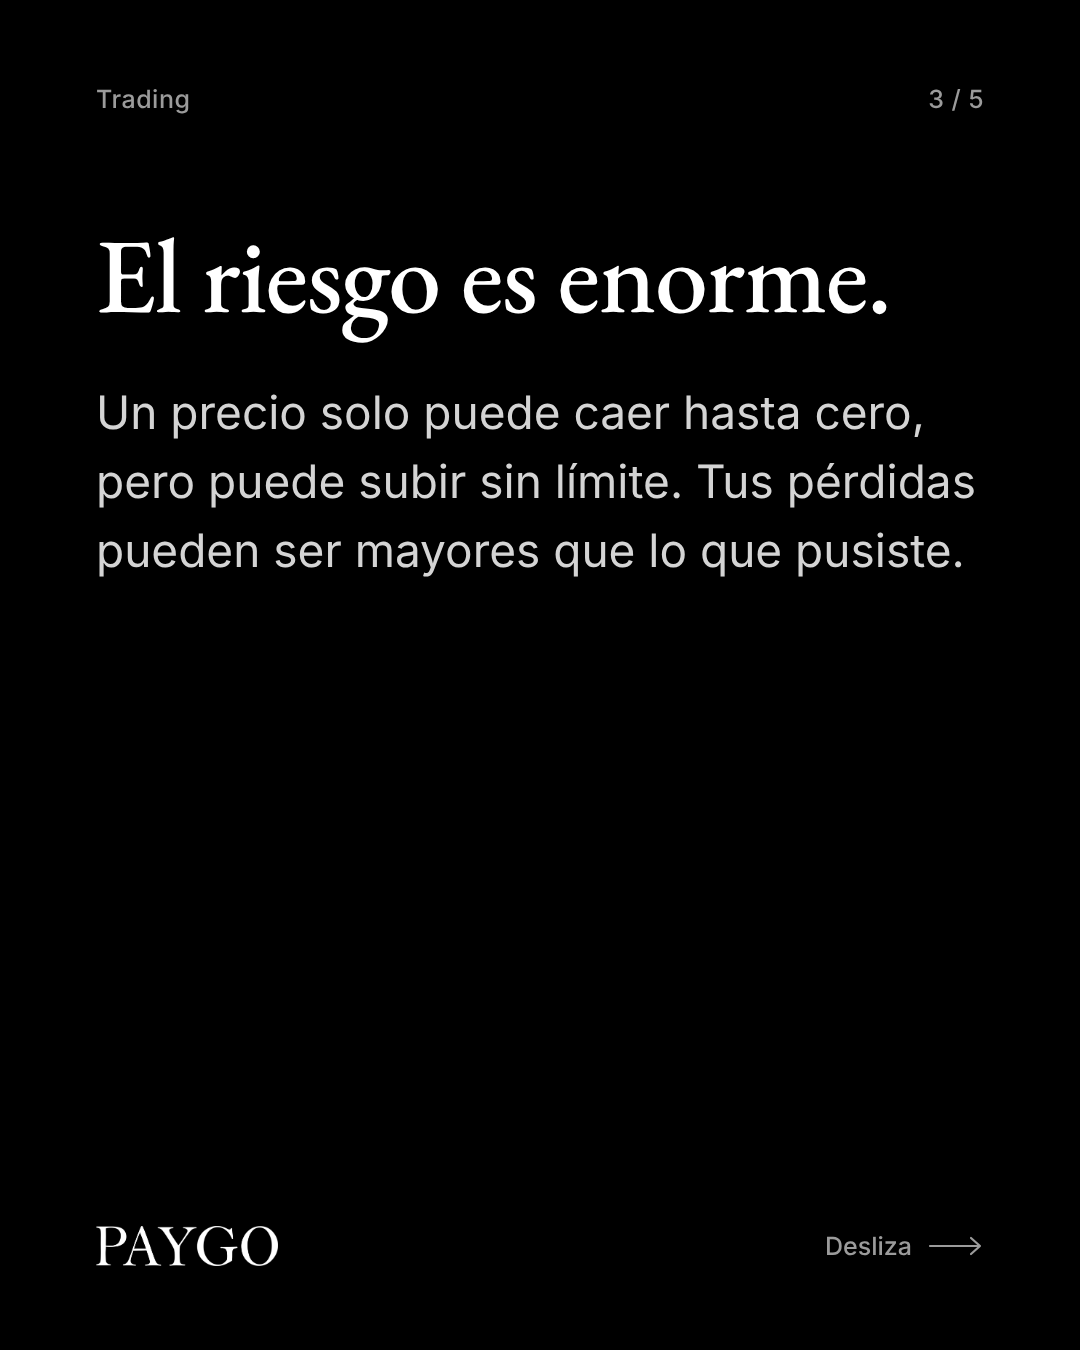 Trading
3 / 5
El riesgo es enorme.
Un precio solo puede caer hasta cero,
pero puede subir sin límite. Tus pérdidas
pueden ser mayores que lo que pusiste.
PAYGO
Desliza